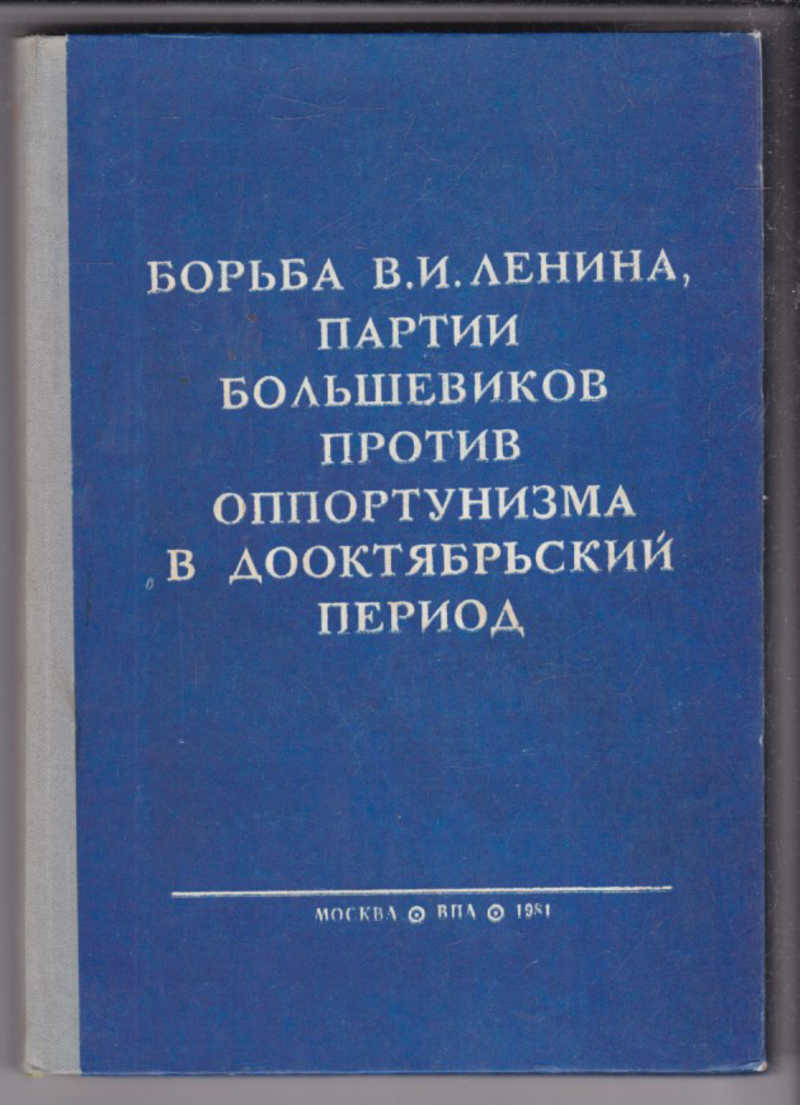 БОРЬБА В.И. ЛЕНИНА,
ПАРТИИ
БОЛЬШЕВИКОВ
ПРОТИВ
ОППОРТУНИЗМА
В ДООКТЯБРЬСКИЙ
ПЕРИОД
МОСКВА ВПА 1981